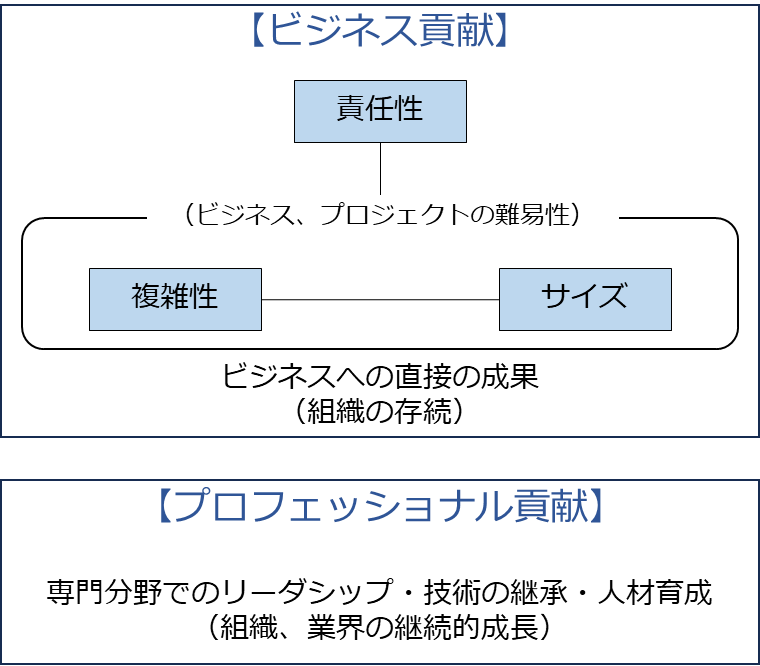 【ビジネス貢献】
責任性
（ビジネス、プロジェクトの難易性）
複雑性
サイズ
ビジネスへの直接の成果
（組織の存続）
【プロフェッショナル貢献】
専門分野でのリーダシップ・技術の継承・人材育成
（組織、業界の継続的成長）